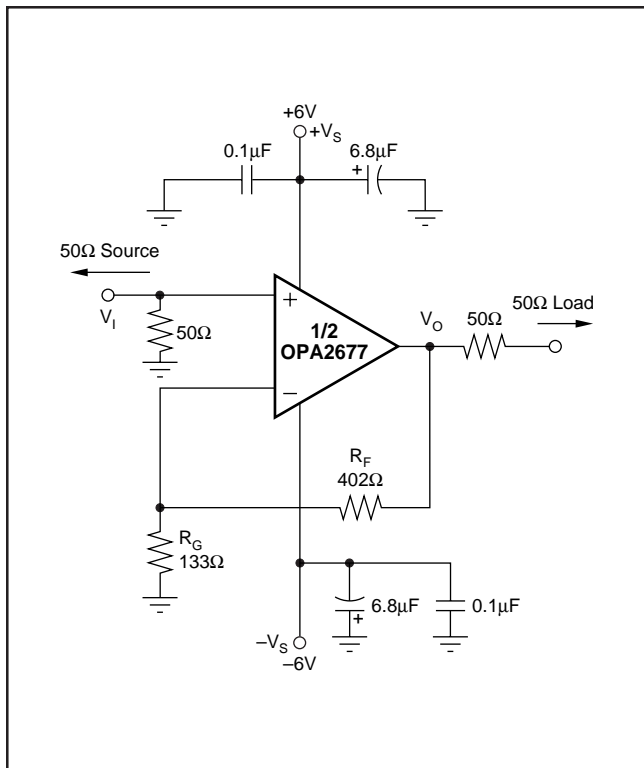 +6V
+V_S
0.1μF
6.8μF
+
50Ω Source
V_I
50Ω
+
1/2
OPA2677
−
V_O
50Ω
50Ω Load
R_F
402Ω
R_G
133Ω
6.8μF
+
0.1μF
–V_S
–6V